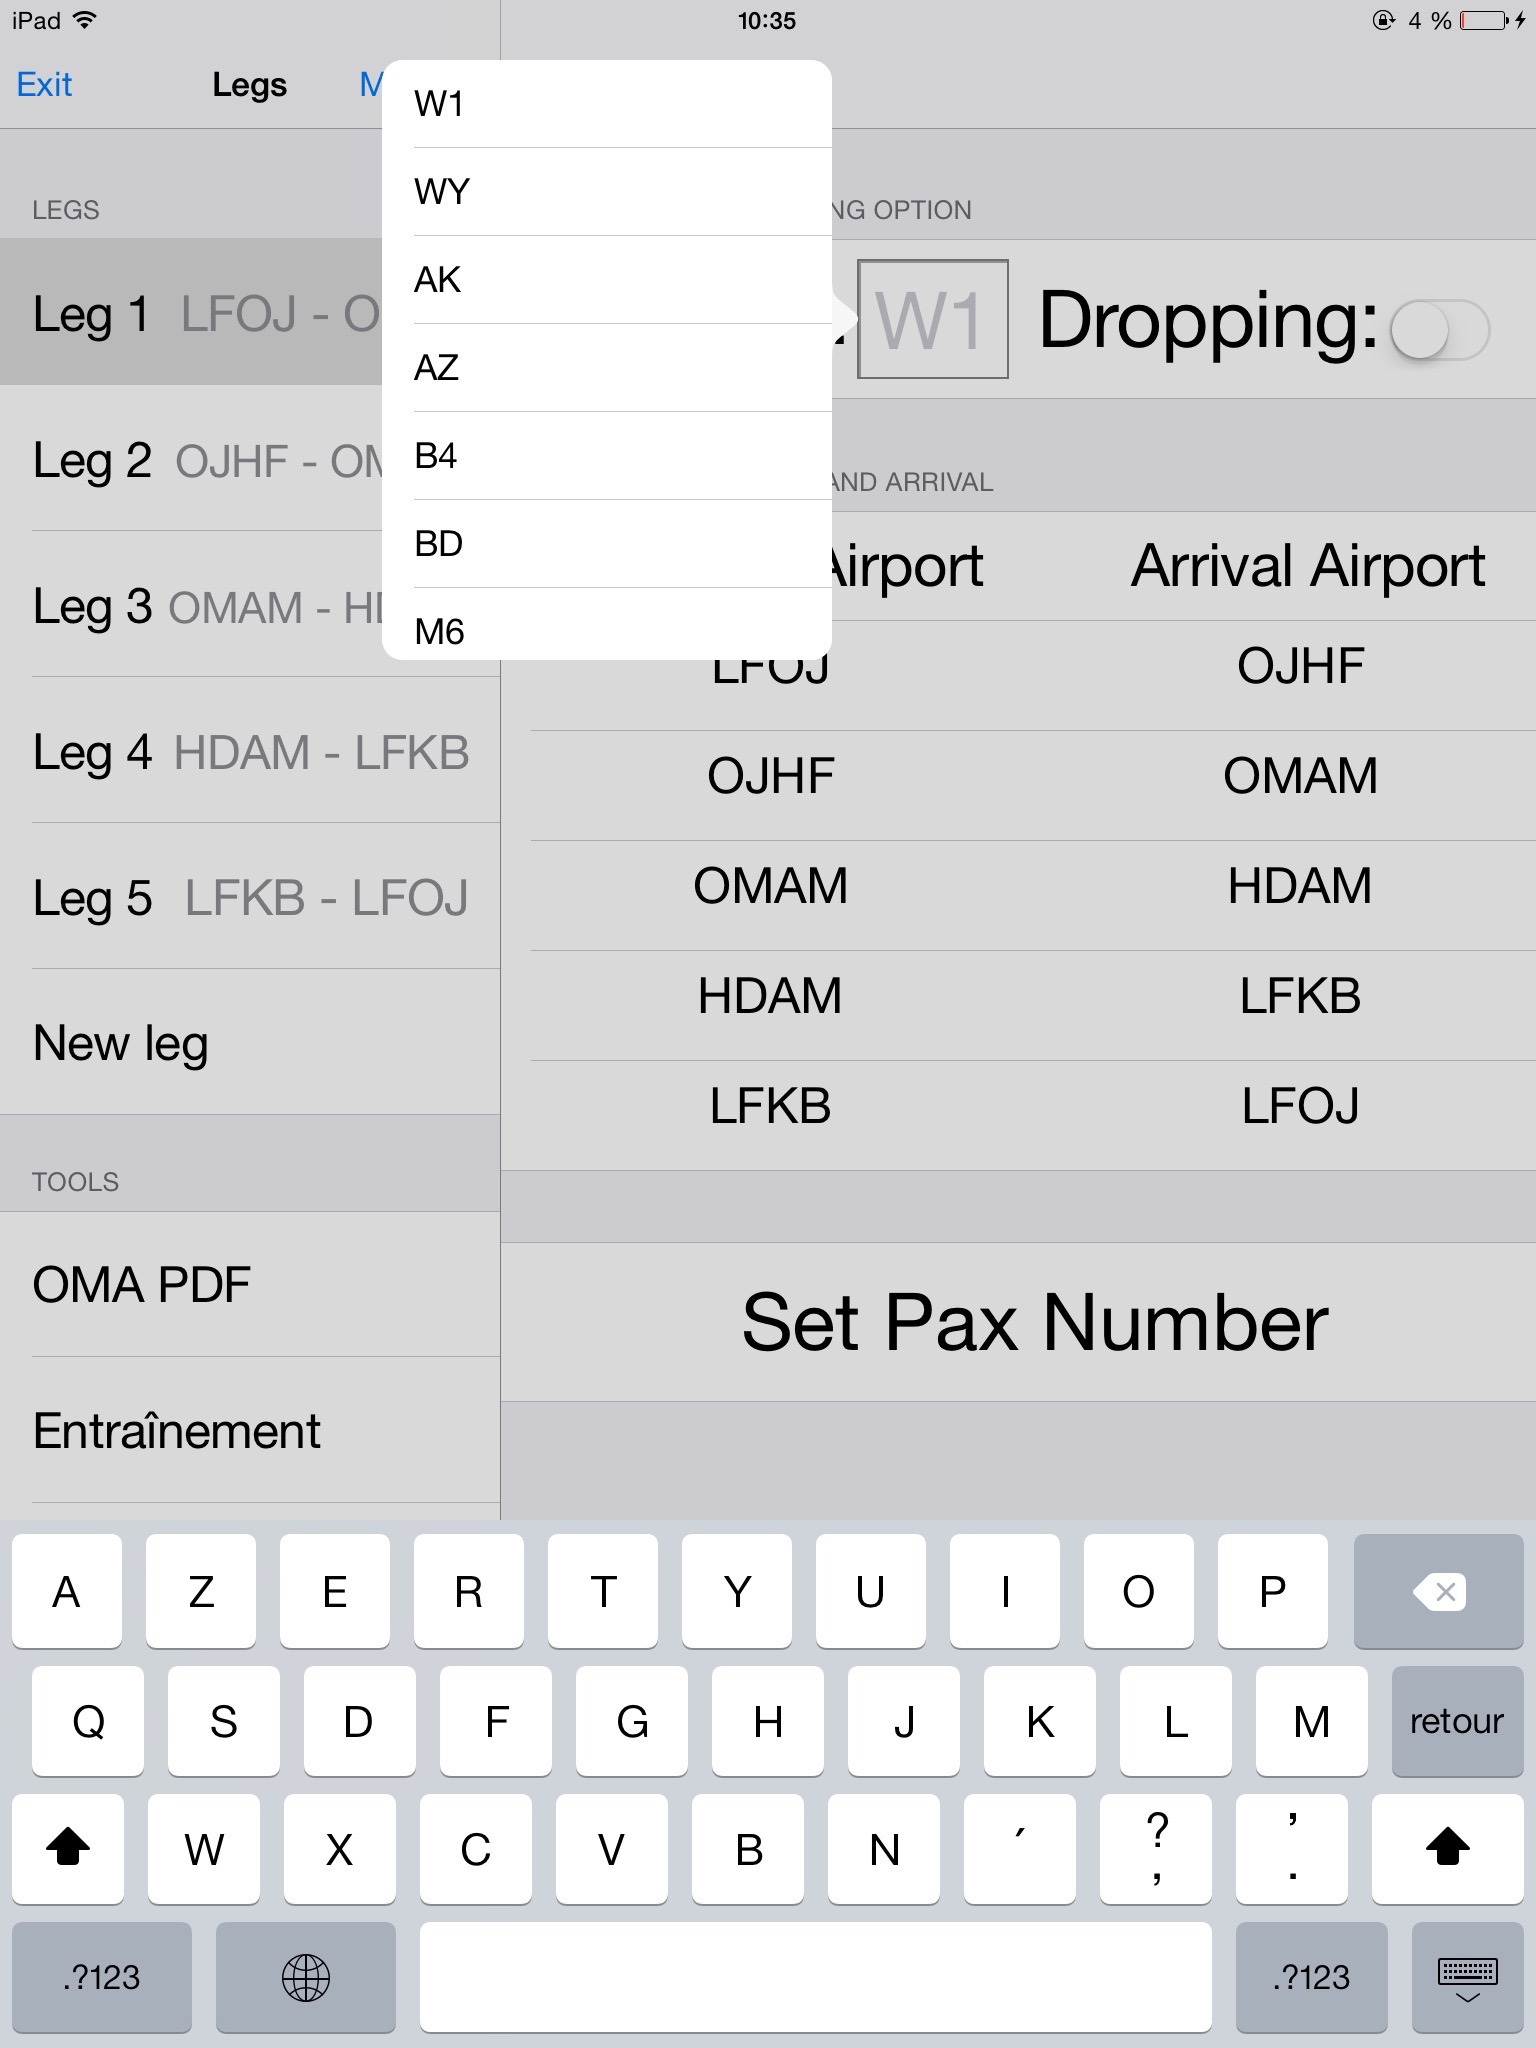 iPad 10:35 4 %
Exit Legs M
W1
WY
AK
AZ
B4
BD
M6
LEGS
Leg 1 LFOJ - O
Leg 2 OJHF - OM
Leg 3 OMAM - HD
Leg 4 HDAM - LFKB
Leg 5 LFKB - LFOJ
New leg
TOOLS
OMA PDF
Entraînement
NG OPTION
: W1 Dropping:
AND ARRIVAL
Airport Arrival Airport
LFOJ OJHF
OJHF OMAM
OMAM HDAM
HDAM LFKB
LFKB LFOJ
Set Pax Number
A Z E R T Y U I O P
Q S D F G H J K L M retour
W X C V B N ´ ? , ’ .
.?123 .?123